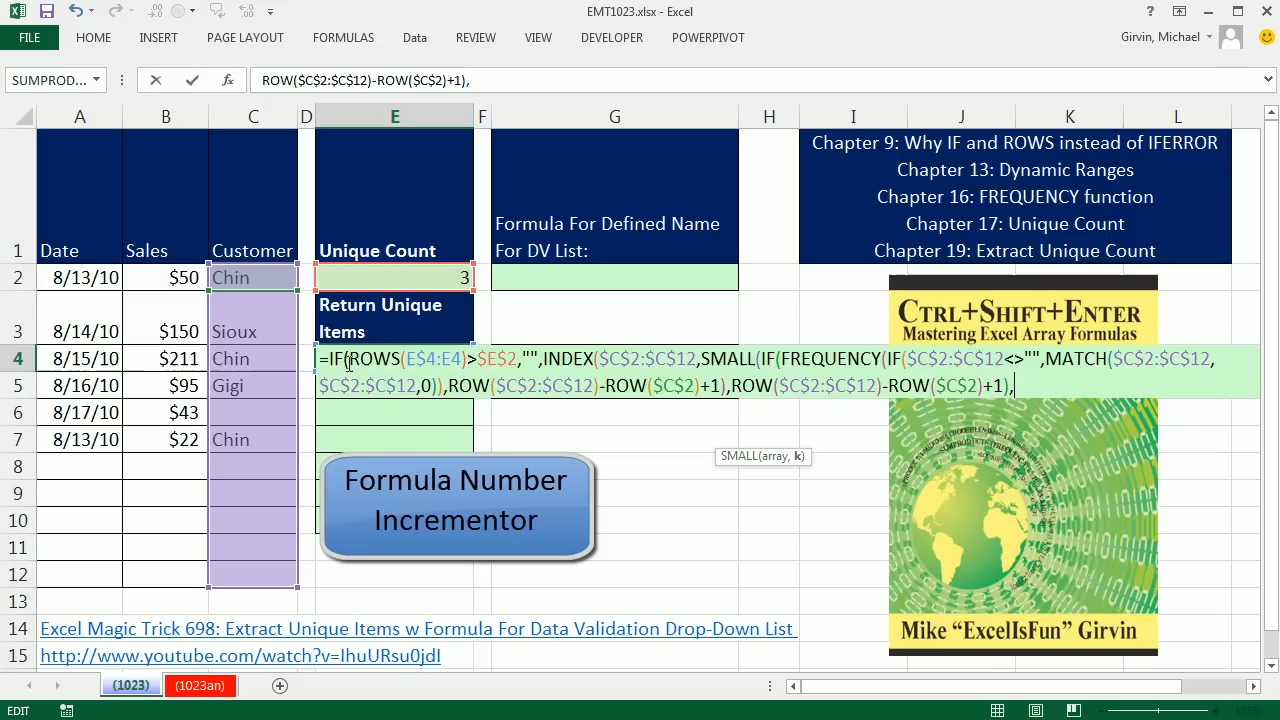 EMT1023.xlsx - Excel
FILE HOME INSERT PAGE LAYOUT FORMULAS Data REVIEW VIEW DEVELOPER POWERPIVOT Girvin, Michael
SUMPROD... fx ROW($C$2:$C$12)-ROW($C$2)+1),
A B C D E F G H I J K L
Chapter 9: Why IF and ROWS instead of IFERROR
Chapter 13: Dynamic Ranges
Chapter 16: FREQUENCY function
Chapter 17: Unique Count
Chapter 19: Extract Unique Count
Formula For Defined Name
For DV List:
1 Date Sales Customer Unique Count
2 8/13/10 $50 Chin 3
Return Unique
Items
3 8/14/10 $150 Sioux
4 8/15/10 $211 Chin =IF(ROWS(E$4:E4)>$E$2,"",INDEX($C$2:$C$12,SMALL(IF(FREQUENCY(IF($C$2:$C$12<>"",MATCH($C$2:$C$12,
5 8/16/10 $95 Gigi $C$2:$C$12,0)),ROW($C$2:$C$12)-ROW($C$2)+1),ROW($C$2:$C$12)-ROW($C$2)+1),
6 8/17/10 $43
7 8/13/10 $22 Chin
SMALL(array, k)
8
9
10
11
12
13
Formula Number
Incrementor
CTRL+SHIFT+ENTER
Mastering Excel Array Formulas
Mike "ExcelIsFun" Girvin
14 Excel Magic Trick 698: Extract Unique Items w Formula For Data Validation Drop-Down List
15 http://www.youtube.com/watch?v=IhuURsu0jdI
(1023) (1023an)
EDIT